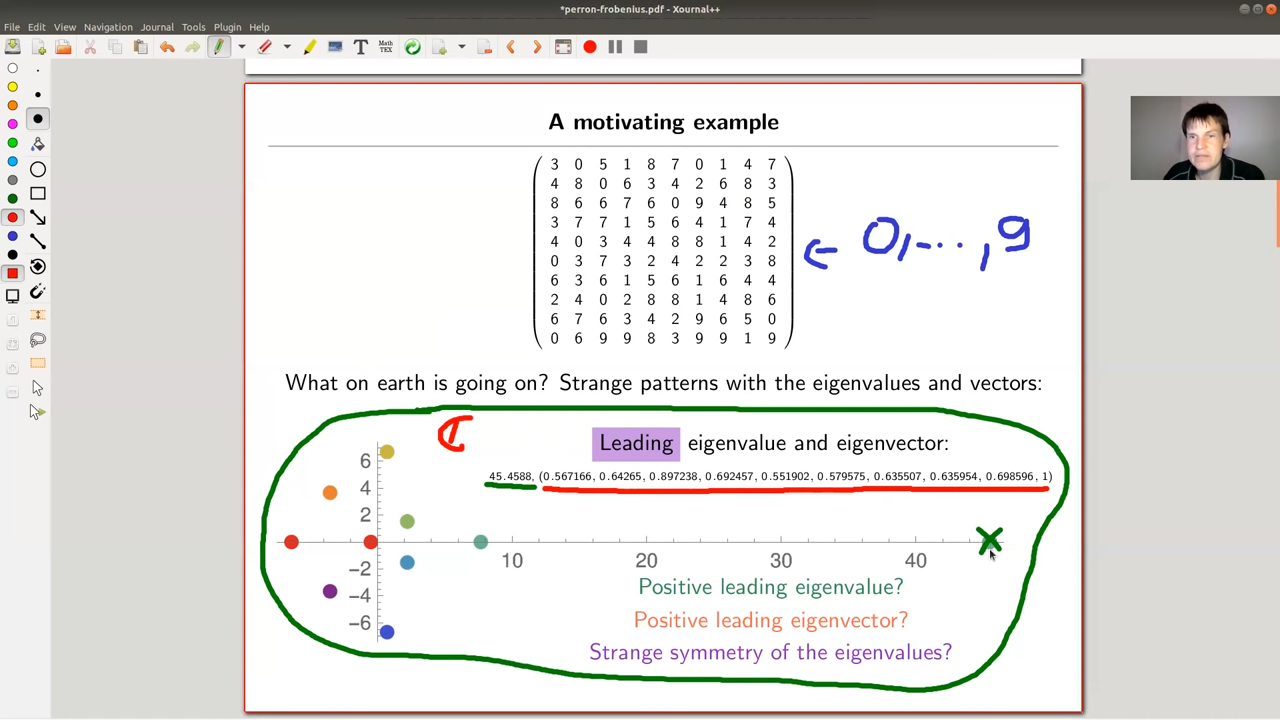 *perron-frobenius.pdf - Xournal++
File Edit View Navigation Journal Tools Plugin Help
T Math TEX
A motivating example
3 0 5 1 8 7 0 1 4 7
4 8 0 6 3 4 2 6 8 3
8 6 6 7 6 0 9 4 8 5
3 7 7 1 5 6 4 1 7 4
4 0 3 4 4 8 8 1 4 2
0 3 7 3 2 4 2 2 3 8
6 3 6 1 5 6 1 6 4 4
2 4 0 2 8 8 1 4 8 6
6 7 6 3 4 2 9 6 5 0
0 6 9 9 8 3 9 9 1 9
← 0,...,9
What on earth is going on? Strange patterns with the eigenvalues and vectors:
ℂ
Leading eigenvalue and eigenvector:
45.4588, (0.567166, 0.64265, 0.897238, 0.692457, 0.551902, 0.579575, 0.635507, 0.635954, 0.698596, 1)
6
4
2
10 20 30 40
-2
-4
-6
Positive leading eigenvalue?
Positive leading eigenvector?
Strange symmetry of the eigenvalues?